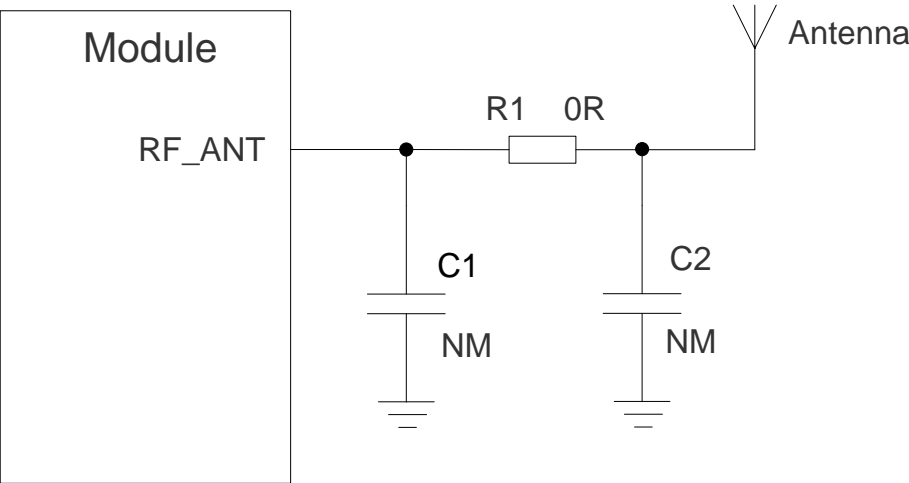 Module
Antenna
R1 0R
RF_ANT
C1
NM
C2
NM